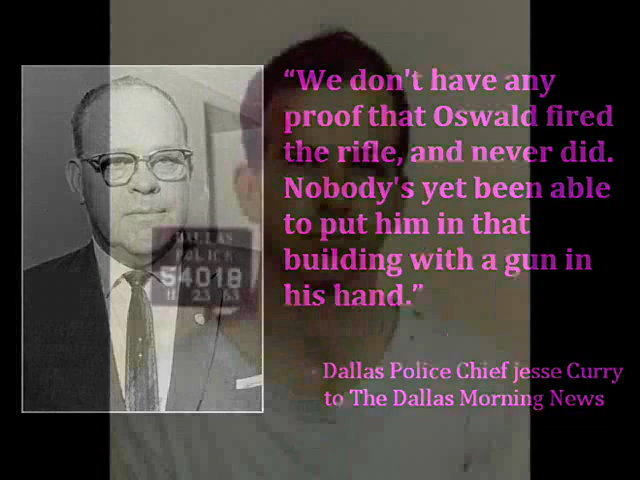 “We don't have any
proof that Oswald fired
the rifle, and never did.
Nobody's yet been able
to put him in that
building with a gun in
his hand.”
Dallas Police Chief jesse Curry
to The Dallas Morning News
DALLAS
POLICE
54018
11 23 63